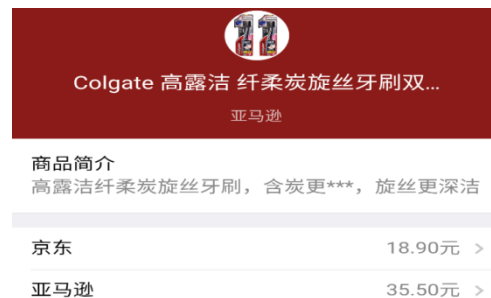 Colgate 高露洁 纤柔炭旋丝牙刷双...
亚马逊
商品简介
高露洁纤柔炭旋丝牙刷，含炭更***，旋丝更深洁
京东 18.90元 >
亚马逊 35.50元 >